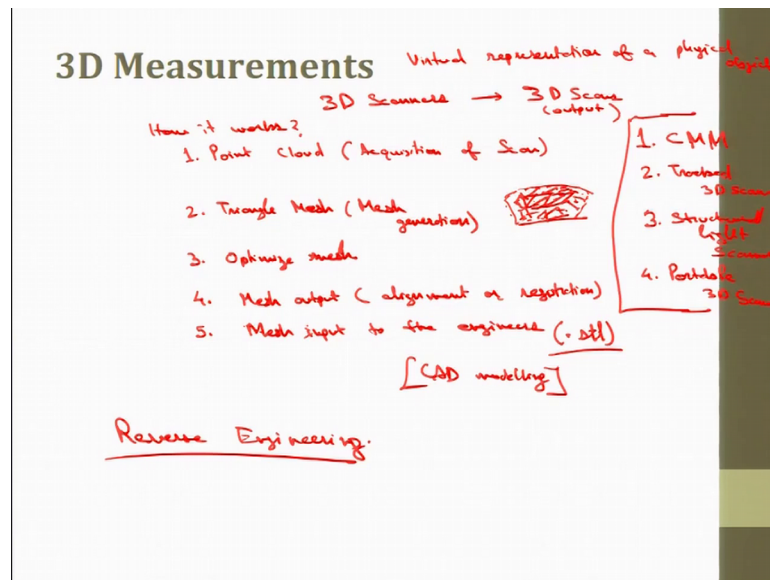 3D Measurements
Virtual representation of a physical object
3D Scanners → 3D Scans
(output)
How it works?
1. Point Cloud (Acquisition of Scan)
2. Triangle Mesh (Mesh
generation)
3. Optimize mesh
4. Mesh output (alignment or registration)
5. Mesh input to the engineers (.stl)
[CAD modelling]
Reverse Engineering.
1. CMM
2. Tracked
3D Scan
3. Structured
light
Scann
4. Portable
3D Scann